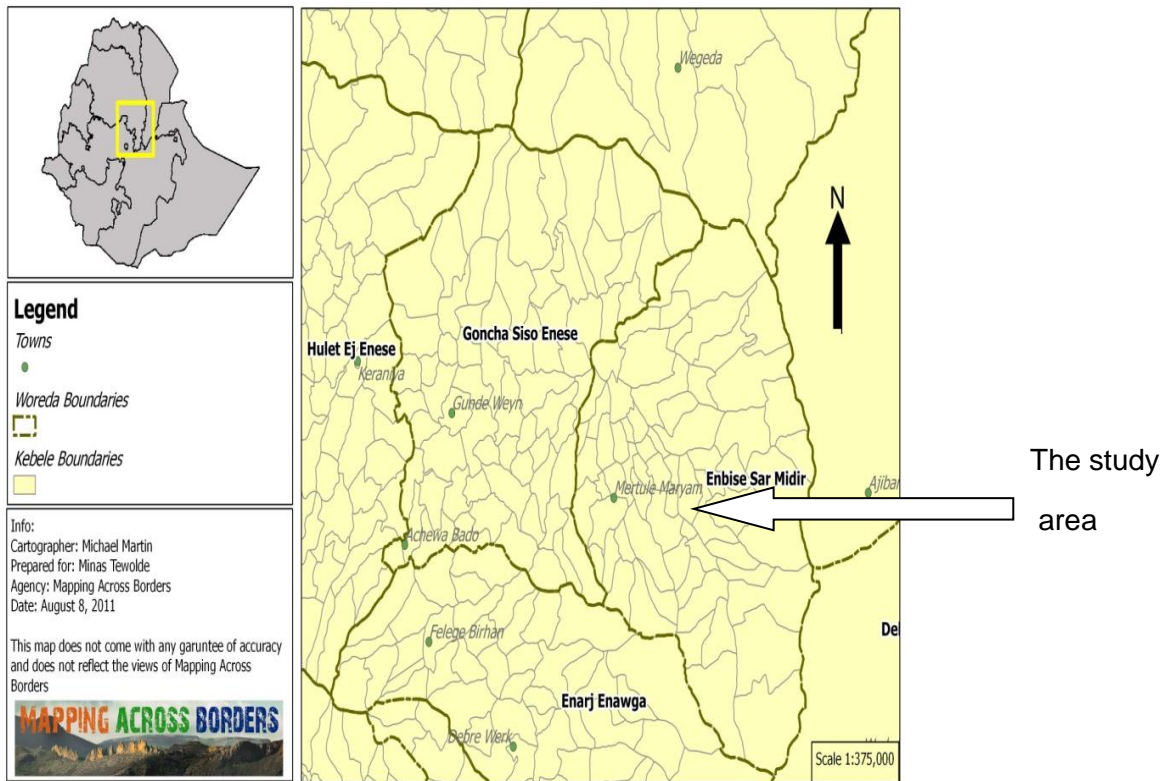 Legend
Towns
Woreda Boundaries
Kebele Boundaries
Info:
Cartographer: Michael Martin
Prepared for: Minas Tewolde
Agency: Mapping Across Borders
Date: August 8, 2011
This map does not come with any garuntee of accuracy
and does not reflect the views of Mapping Across
Borders
MAPPING ACROSS BORDERS
Wegeda
N
Goncha Siso Enese
Hulet Ej Enese
Keraniya
Gunde Weyn
Enbise Sar Midir
Mertule Maryam
Ajibar
Achewa Bado
Felege Birhan
Del
Enarj Enawga
Debre Werk
Scale 1:375,000
The study
area